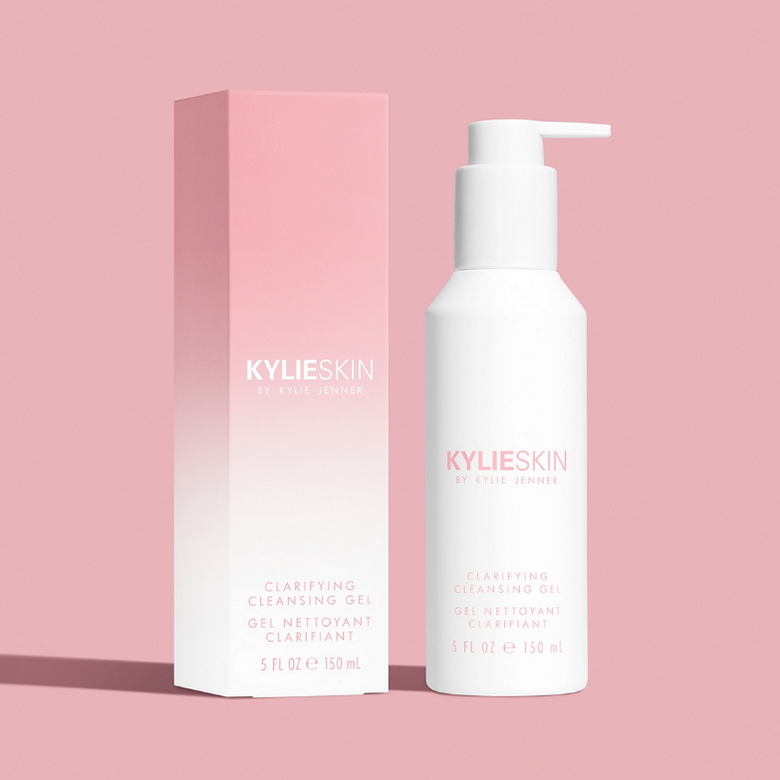 KYLIESKIN
BY KYLIE JENNER
CLARIFYING
CLEANSING GEL
GEL NETTOYANT
CLARIFIANT
5 FL OZ ℮ 150 mL
KYLIESKIN
BY KYLIE JENNER
CLARIFYING
CLEANSING GEL
GEL NETTOYANT
CLARIFIANT
5 FL OZ ℮ 150 mL